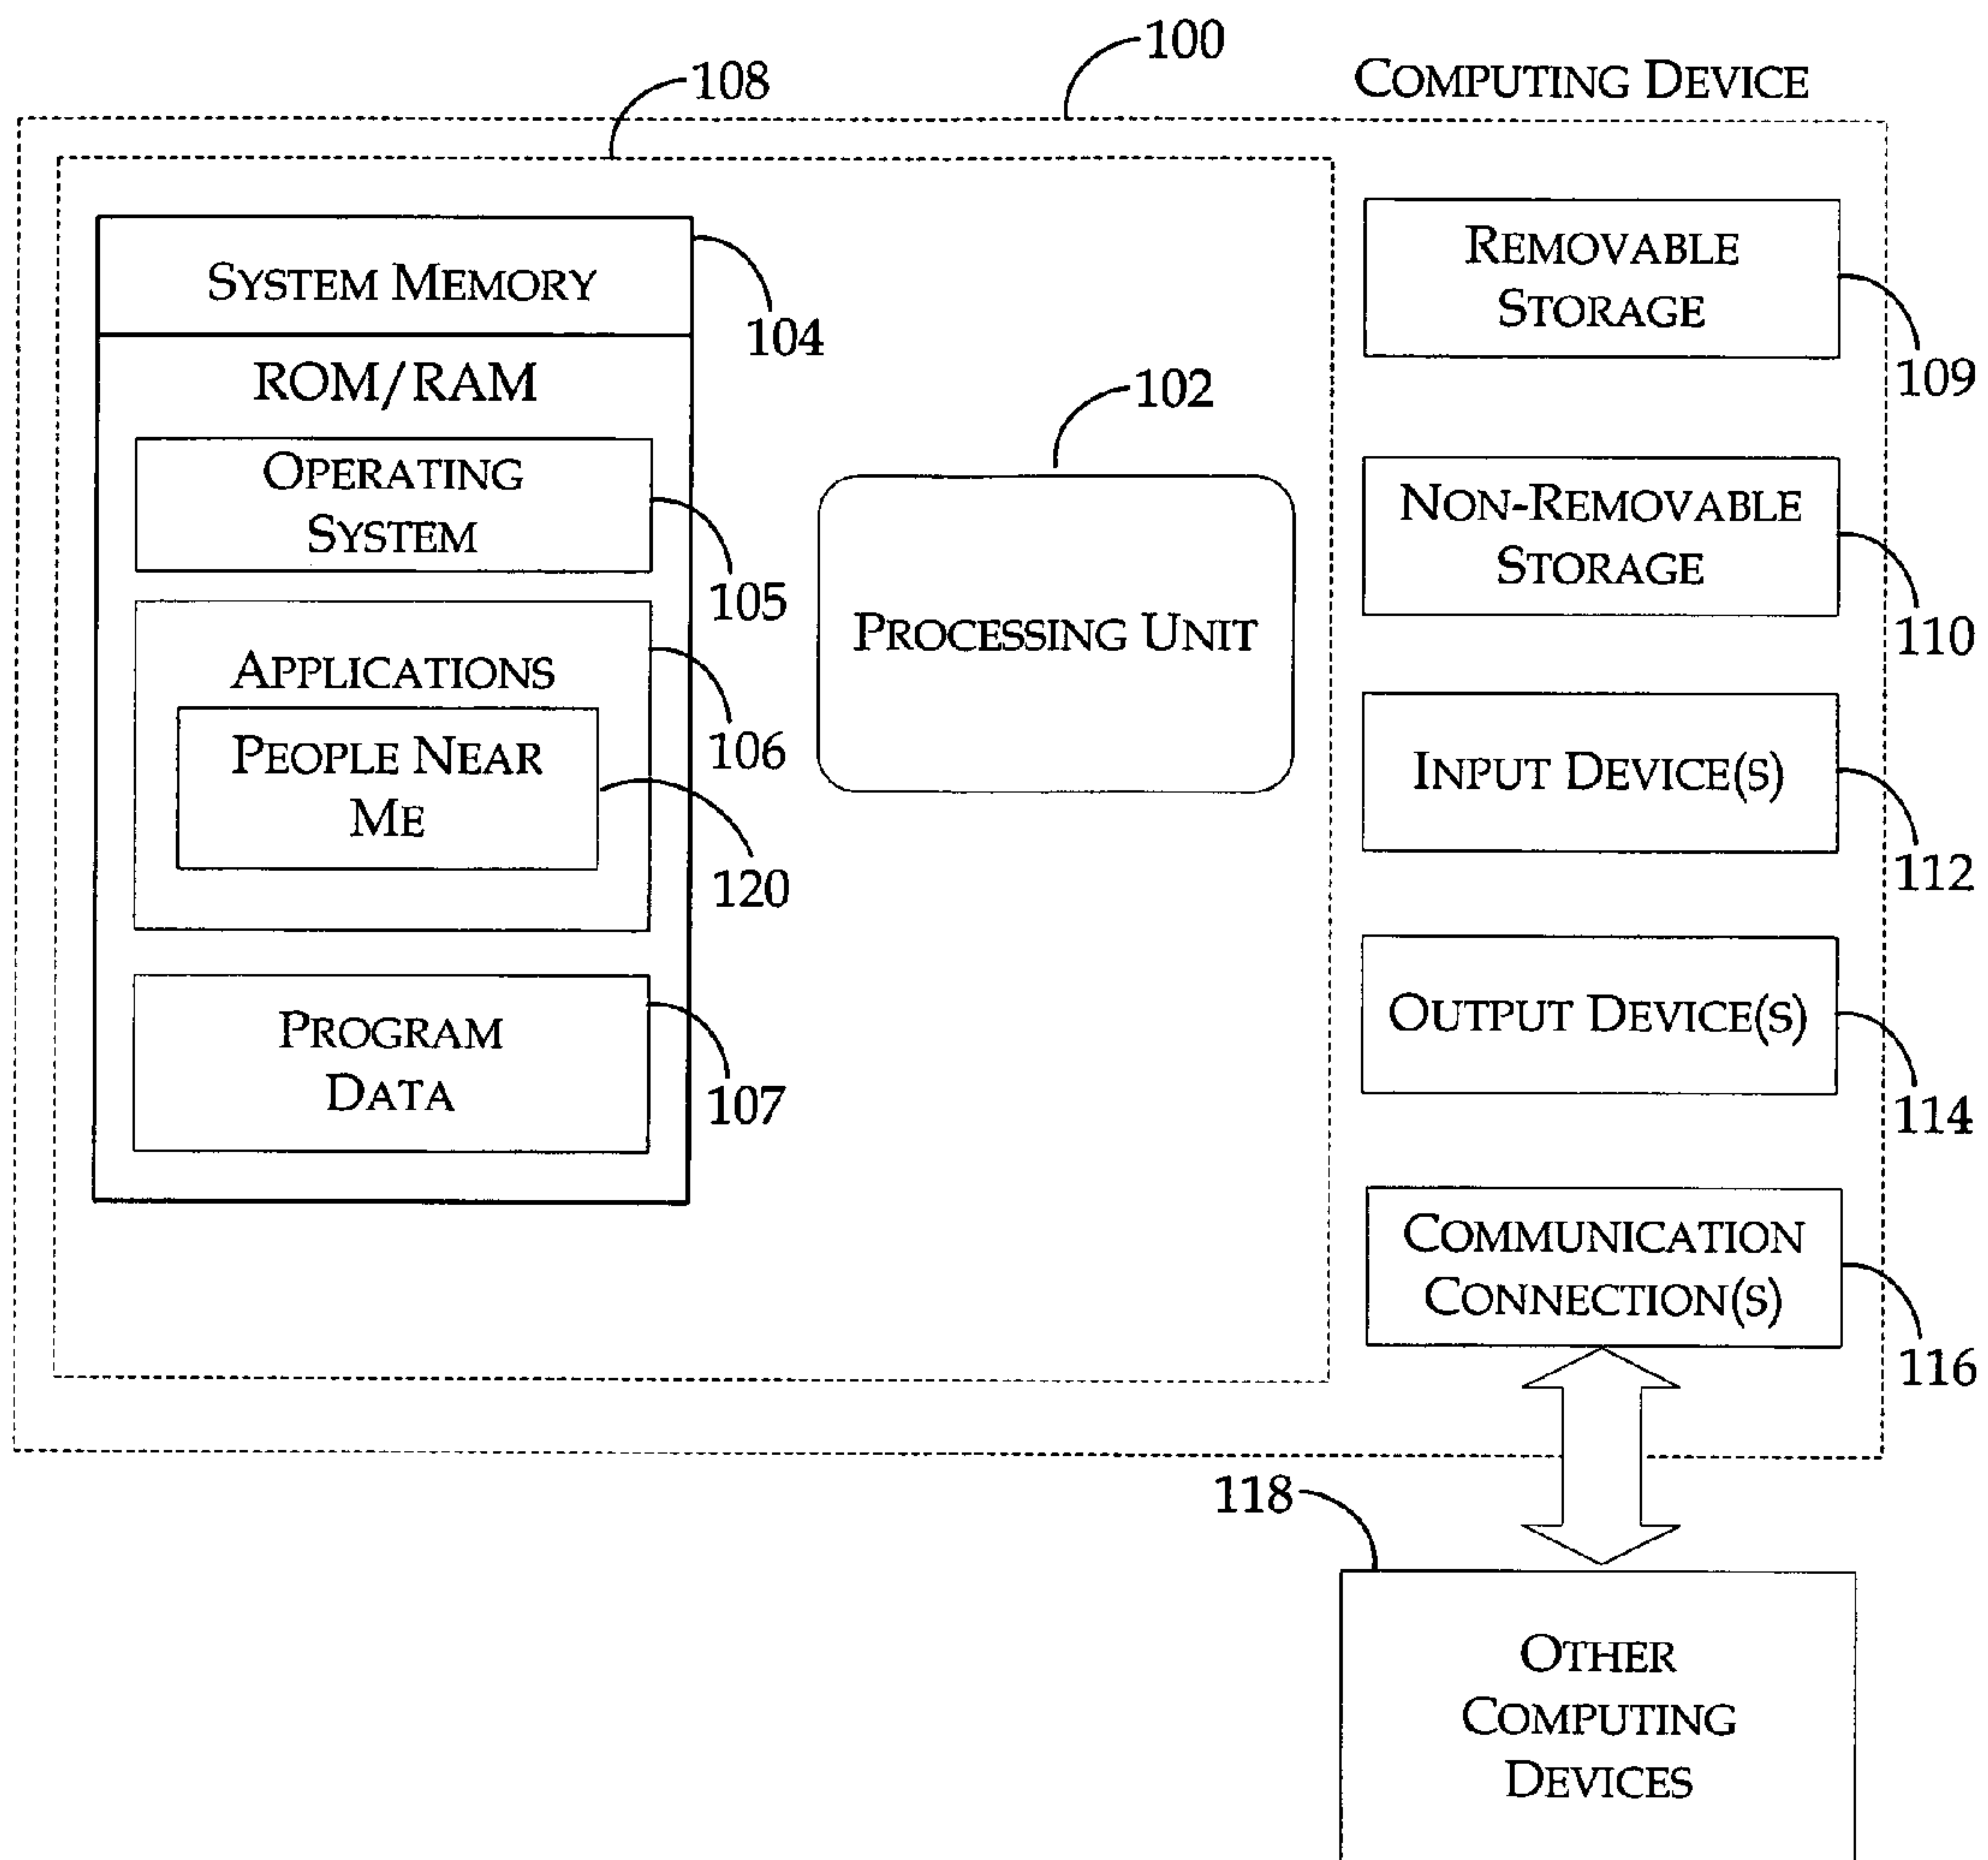 100
COMPUTING DEVICE
108
SYSTEM MEMORY
104
ROM/RAM
OPERATING
SYSTEM
105
APPLICATIONS
106
PEOPLE NEAR
ME
120
PROGRAM
DATA
107
102
PROCESSING UNIT
REMOVABLE
STORAGE
109
NON-REMOVABLE
STORAGE
110
INPUT DEVICE(S)
112
OUTPUT DEVICE(S)
114
COMMUNICATION
CONNECTION(S)
116
118
OTHER
COMPUTING
DEVICES